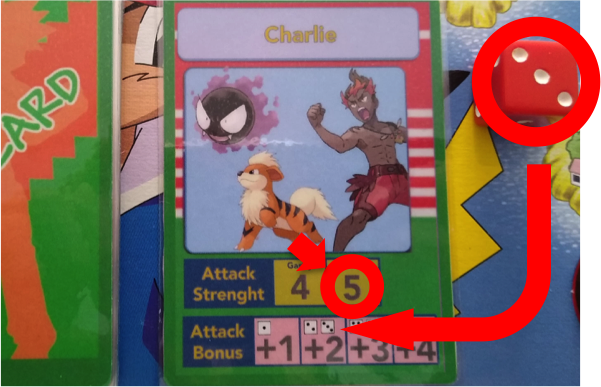 CARD
Charlie
Attack Strenght
4 5
Attack Bonus
+1 +2 +3 +4